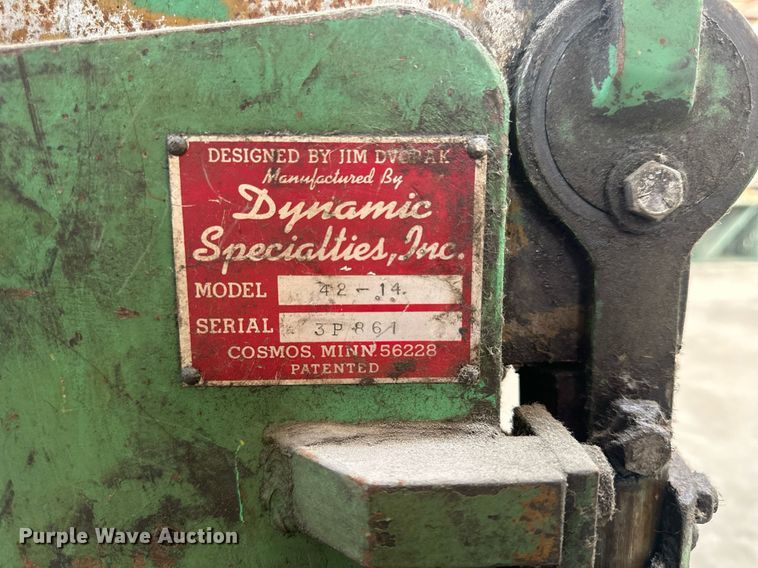 DESIGNED BY JIM DVORAK
Manufactured By
Dynamic
Specialties, Inc.
MODEL 42-14
SERIAL 3P861
COSMOS, MINN. 56228
PATENTED
Purple Wave Auction